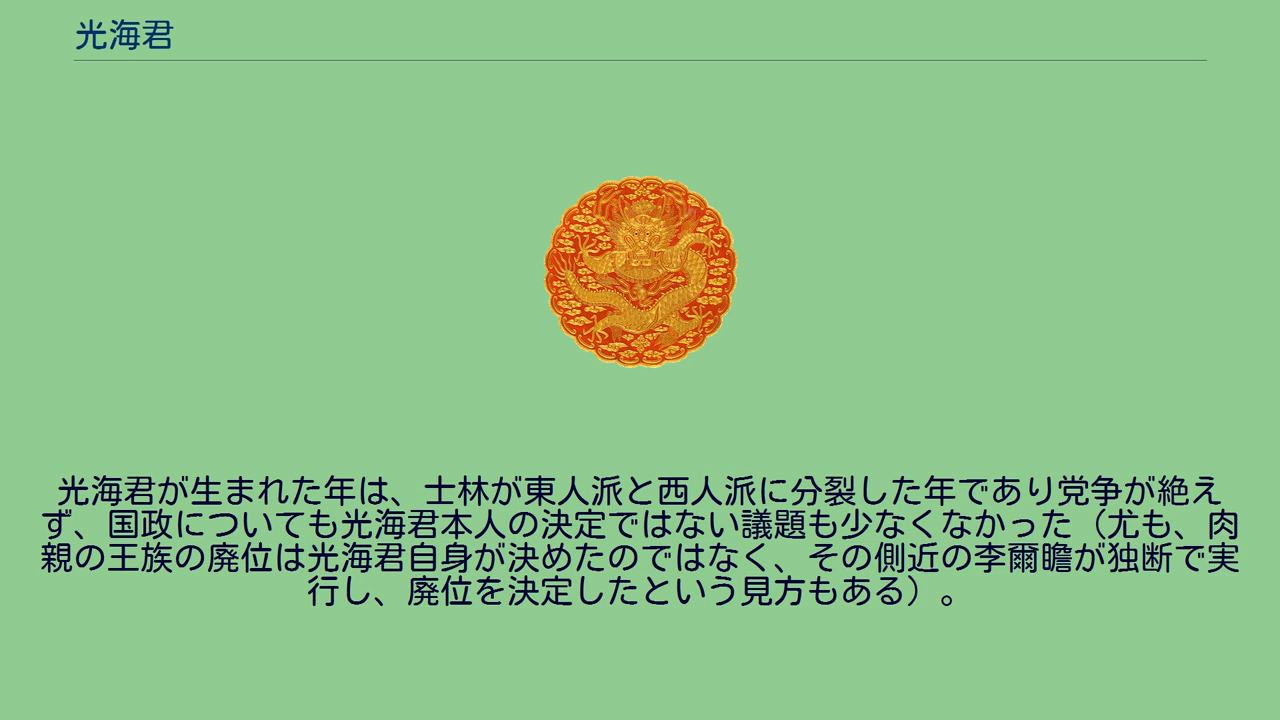 光海君
光海君が生まれた年は、士林が東人派と西人派に分裂した年であり党争が絶え
ず、国政についても光海君本人の決定ではない議題も少なくなかった（尤も、肉
親の王族の廃位は光海君自身が決めたのではなく、その側近の李爾瞻が独断で実
行し、廃位を決定したという見方もある）。